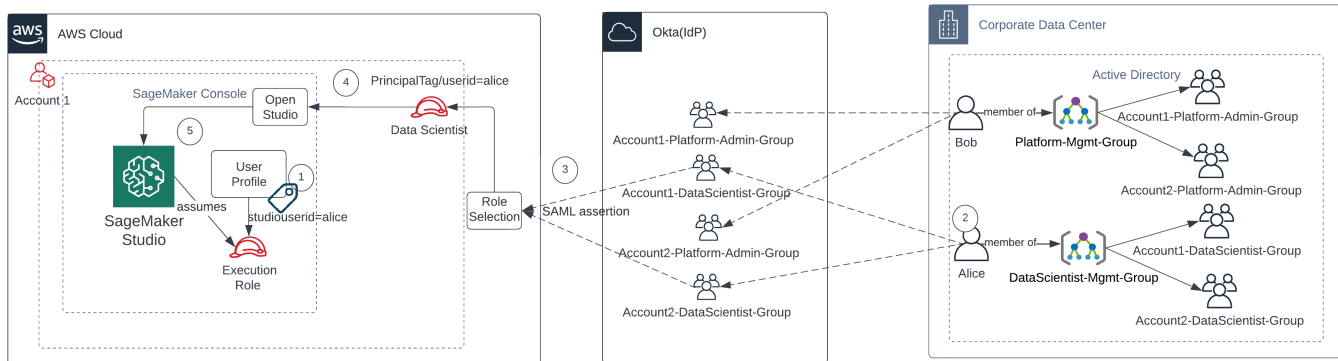 aws
AWS Cloud
Account 1
SageMaker Console
Open
Studio
4
PrincipalTag/userid=alice
Data Scientist
5
User
Profile
1
studiouserid=alice
SageMaker
Studio
assumes
Execution
Role
Role
Selection
3
SAML assertion
Okta(IdP)
Account1-Platform-Admin-Group
Account1-DataScientist-Group
Account2-Platform-Admin-Group
Account2-DataScientist-Group
Corporate Data Center
Active Directory
Bob
member of
Platform-Mgmt-Group
Account1-Platform-Admin-Group
Account2-Platform-Admin-Group
2
Alice
member of
DataScientist-Mgmt-Group
Account1-DataScientist-Group
Account2-DataScientist-Group